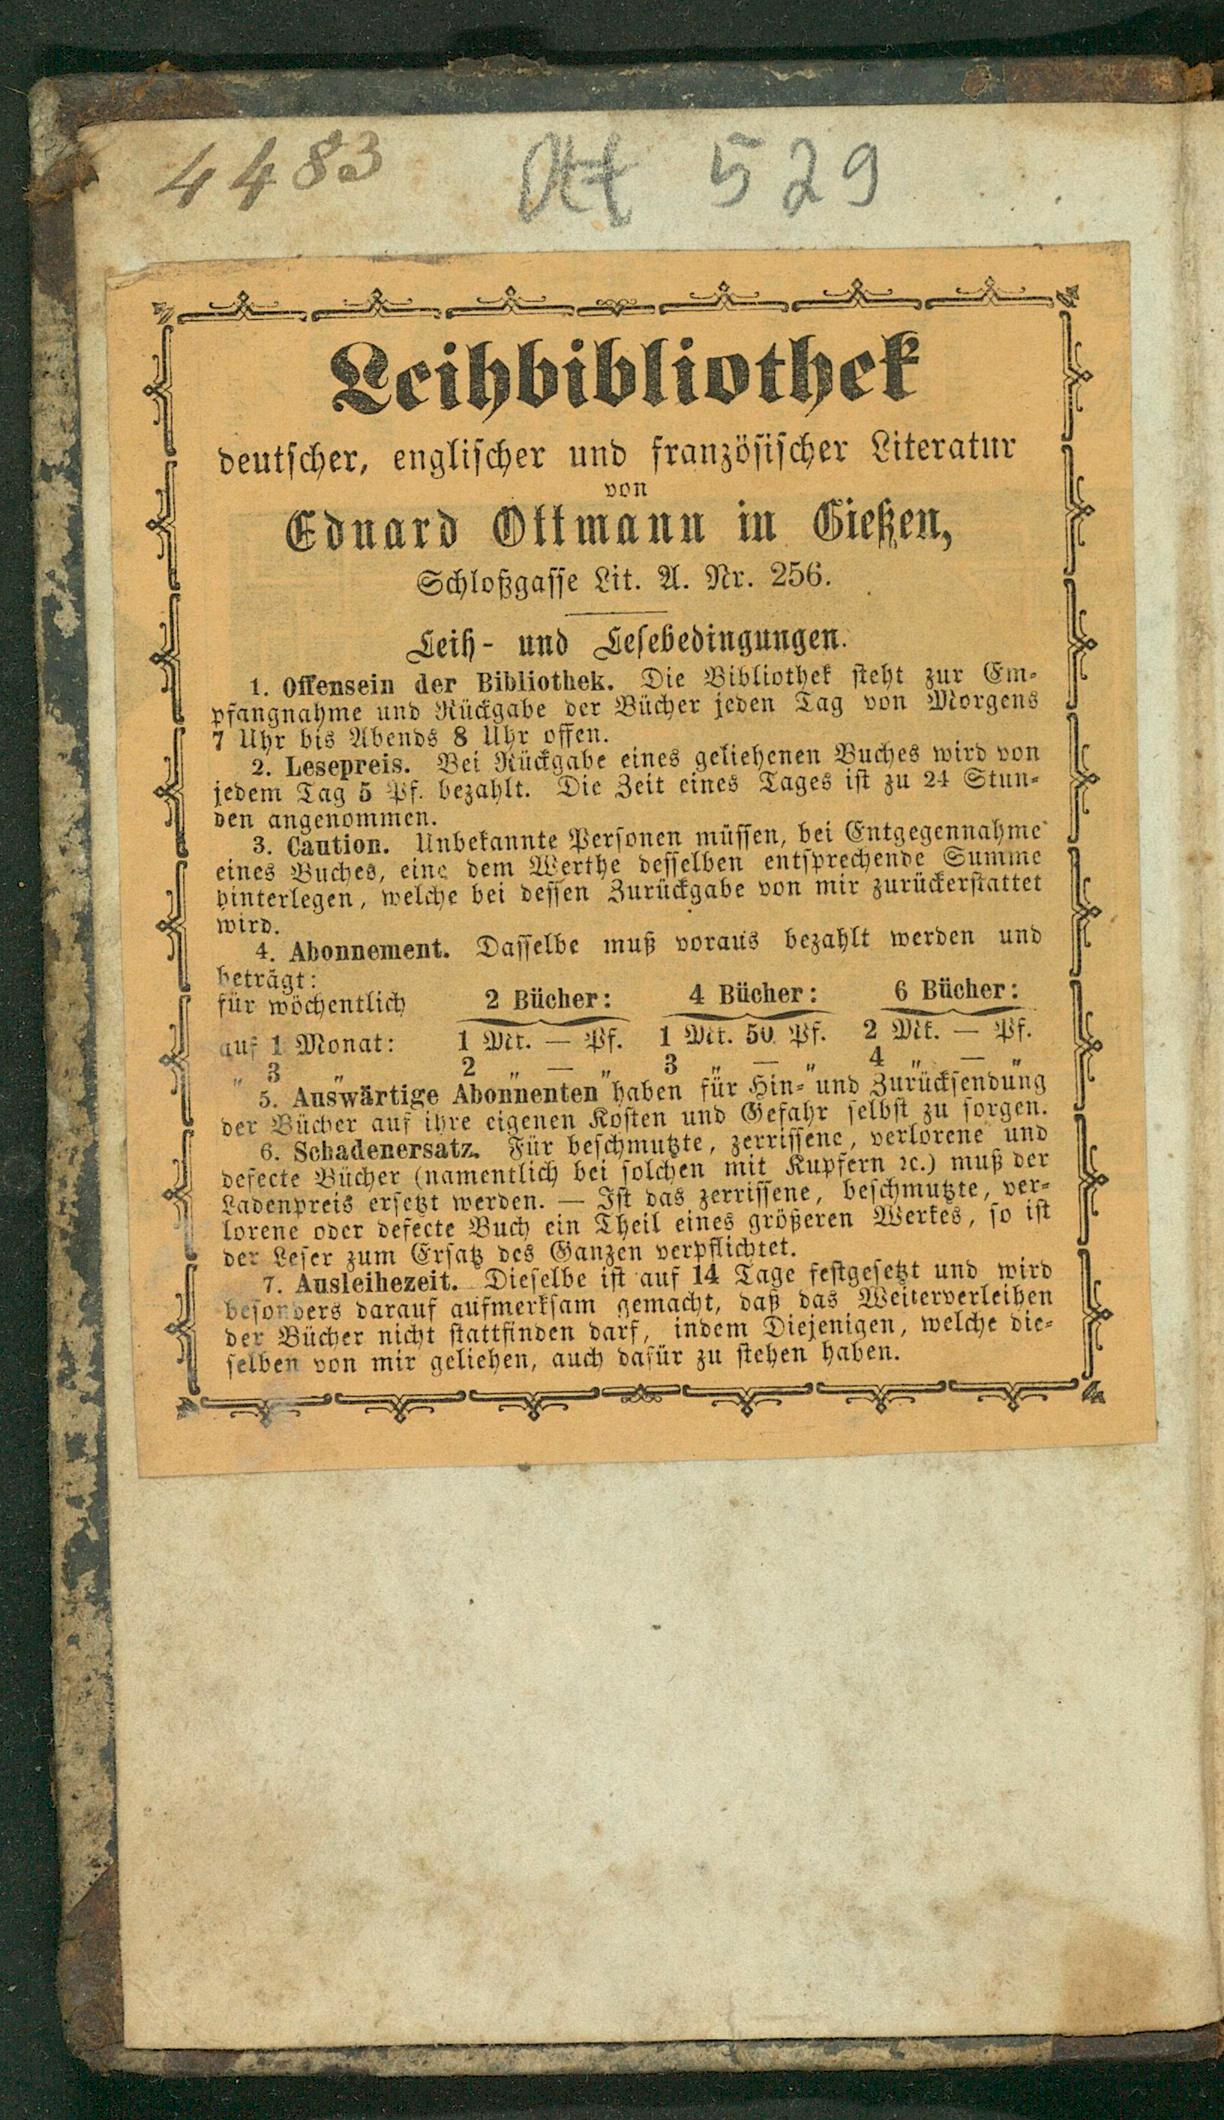 4483 Ott 529
Leihbibliothek
deutscher, englischer und französischer Literatur
von
Eduard Ottmann in Gießen,
Schloßgasse Lit. A. Nr. 256.
Leih- und Lesebedingungen.
1. Offensein der Bibliothek. Die Bibliothek steht zur Em-
pfangnahme und Rückgabe der Bücher jeden Tag von Morgens
7 Uhr bis Abends 8 Uhr offen.
2. Lesepreis. Bei Rückgabe eines geliehenen Buches wird von
jedem Tag 5 Pf. bezahlt. Die Zeit eines Tages ist zu 24 Stun-
den angenommen.
3. Caution. Unbekannte Personen müssen, bei Entgegennahme
eines Buches, eine dem Werthe desselben entsprechende Summe
hinterlegen, welche bei dessen Zurückgabe von mir zurückerstattet
wird.
4. Abonnement. Dasselbe muß voraus bezahlt werden und
beträgt:
für wöchentlich 2 Bücher: 4 Bücher: 6 Bücher:
auf 1 Monat: 1 Mk. — Pf. 1 Mk. 50 Pf. 2 Mk. — Pf.
„ 3 „ 2 „ — „ 3 „ — „ 4 „ — „
5. Auswärtige Abonnenten haben für Hin- und Zurücksendung
der Bücher auf ihre eigenen Kosten und Gefahr selbst zu sorgen.
6. Schadenersatz. Für beschmutzte, zerrissene, verlorene und
defecte Bücher (namentlich bei solchen mit Kupfern ꝛc.) muß der
Ladenpreis ersetzt werden. — Ist das zerrissene, beschmutzte, ver-
lorene oder defecte Buch ein Theil eines größeren Werkes, so ist
der Leser zum Ersatz des Ganzen verpflichtet.
7. Ausleihezeit. Dieselbe ist auf 14 Tage festgesetzt und wird
besonders darauf aufmerksam gemacht, daß das Weiterverleihen
der Bücher nicht stattfinden darf, indem Diejenigen, welche die-
selben von mir geliehen, auch dafür zu stehen haben.